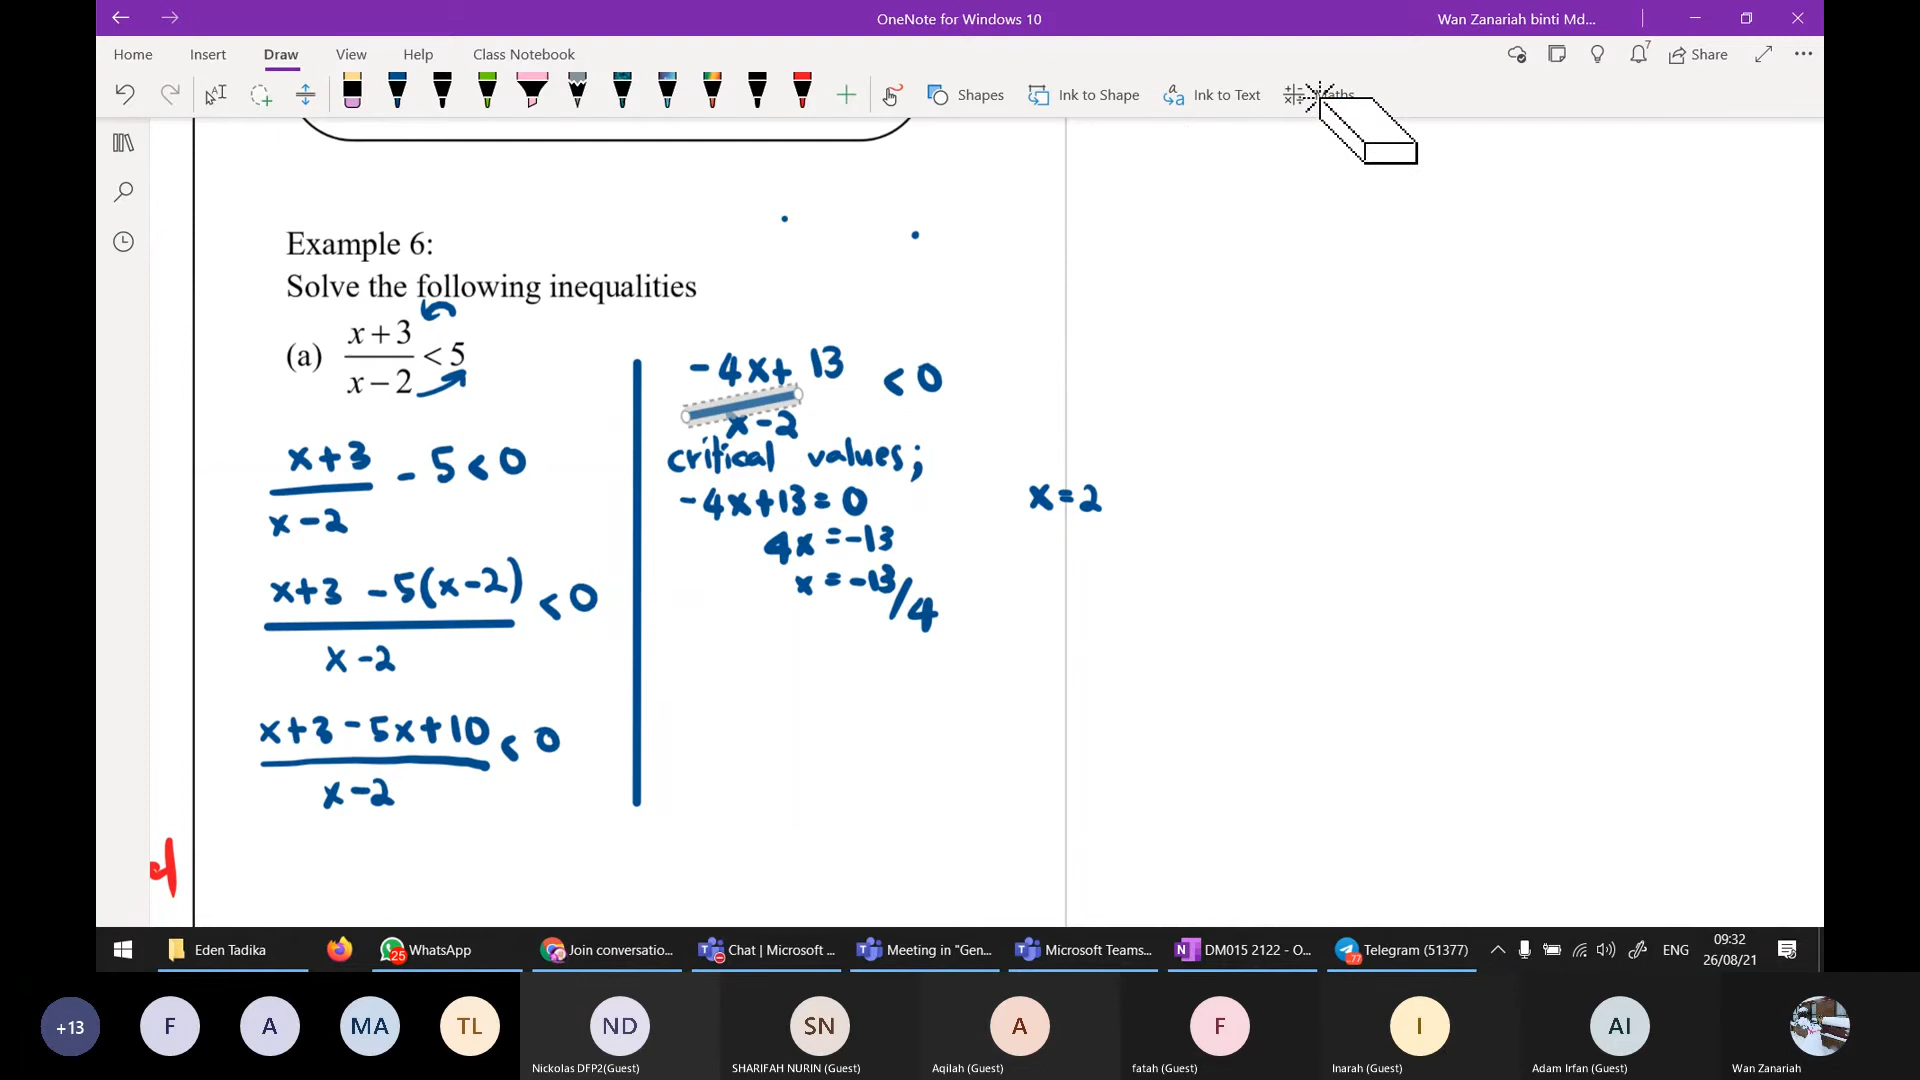 OneNote for Windows 10
Wan Zanariah binti Md...
Home Insert Draw View Help Class Notebook
7
Share
Shapes Ink to Shape Ink to Text Maths
Example 6:
Solve the following inequalities
(a) x + 3 / x − 2 < 5
x+3 / x-2 - 5 < 0
x+3 -5(x-2) / x-2 < 0
x+3 -5x+10 / x-2 < 0
-4x+13 / x-2 < 0
critical values;
-4x+13 = 0
x = 2
4x = -13
x = -13/4
Eden Tadika
25
WhatsApp
Join conversatio...
Chat | Microsoft ...
Meeting in "Gen...
Microsoft Teams...
DM015 2122 - O...
Telegram (51377)
ENG
09:32
26/08/21
+13
F
A
MA
TL
ND
SN
A
F
I
AI
Nickolas DFP2(Guest)
SHARIFAH NURIN (Guest)
Aqilah (Guest)
fatah (Guest)
Inarah (Guest)
Adam Irfan (Guest)
Wan Zanariah